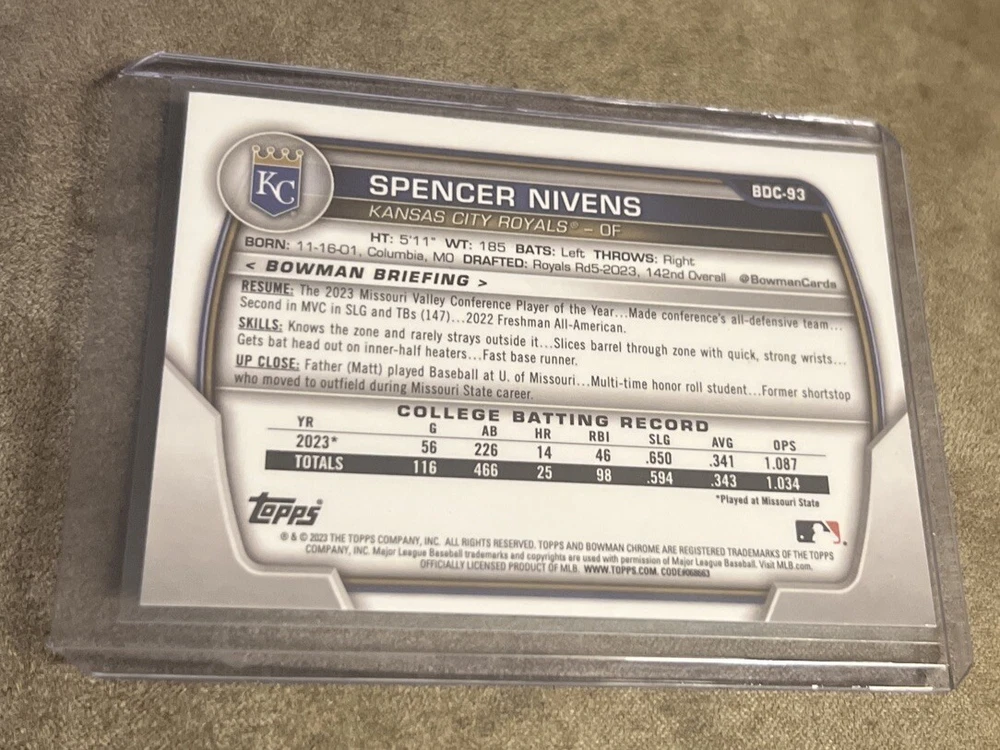 KC
SPENCER NIVENS
BDC-93
KANSAS CITY ROYALS® – OF
HT: 5'11" WT: 185 BATS: Left THROWS: Right
BORN: 11-16-01, Columbia, MO DRAFTED: Royals Rd5-2023, 142nd Overall @BowmanCards
< BOWMAN BRIEFING >
RESUME: The 2023 Missouri Valley Conference Player of the Year...Made conference's all-defensive team...
Second in MVC in SLG and TBs (147)...2022 Freshman All-American.
SKILLS: Knows the zone and rarely strays outside it...Slices barrel through zone with quick, strong wrists...
Gets bat head out on inner-half heaters...Fast base runner.
UP CLOSE: Father (Matt) played Baseball at U. of Missouri...Multi-time honor roll student...Former shortstop
who moved to outfield during Missouri State career.
COLLEGE BATTING RECORD
YR G AB HR RBI SLG AVG OPS
2023* 56 226 14 46 .650 .341 1.087
TOTALS 116 466 25 98 .594 .343 1.034
*Played at Missouri State
Topps®
® & © 2023 THE TOPPS COMPANY, INC. ALL RIGHTS RESERVED. TOPPS AND BOWMAN CHROME ARE REGISTERED TRADEMARKS OF THE TOPPS
COMPANY, INC. Major League Baseball trademarks and copyrights are used with permission of Major League Baseball. Visit MLB.com.
OFFICIALLY LICENSED PRODUCT OF MLB. WWW.TOPPS.COM. CODE#068663